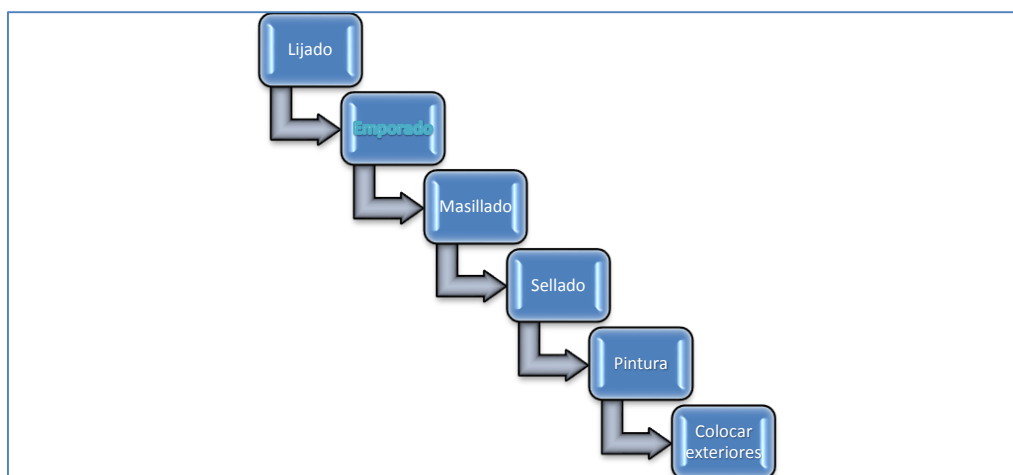 Lijado
Emporado
Masillado
Sellado
Pintura
Colocar
exteriores